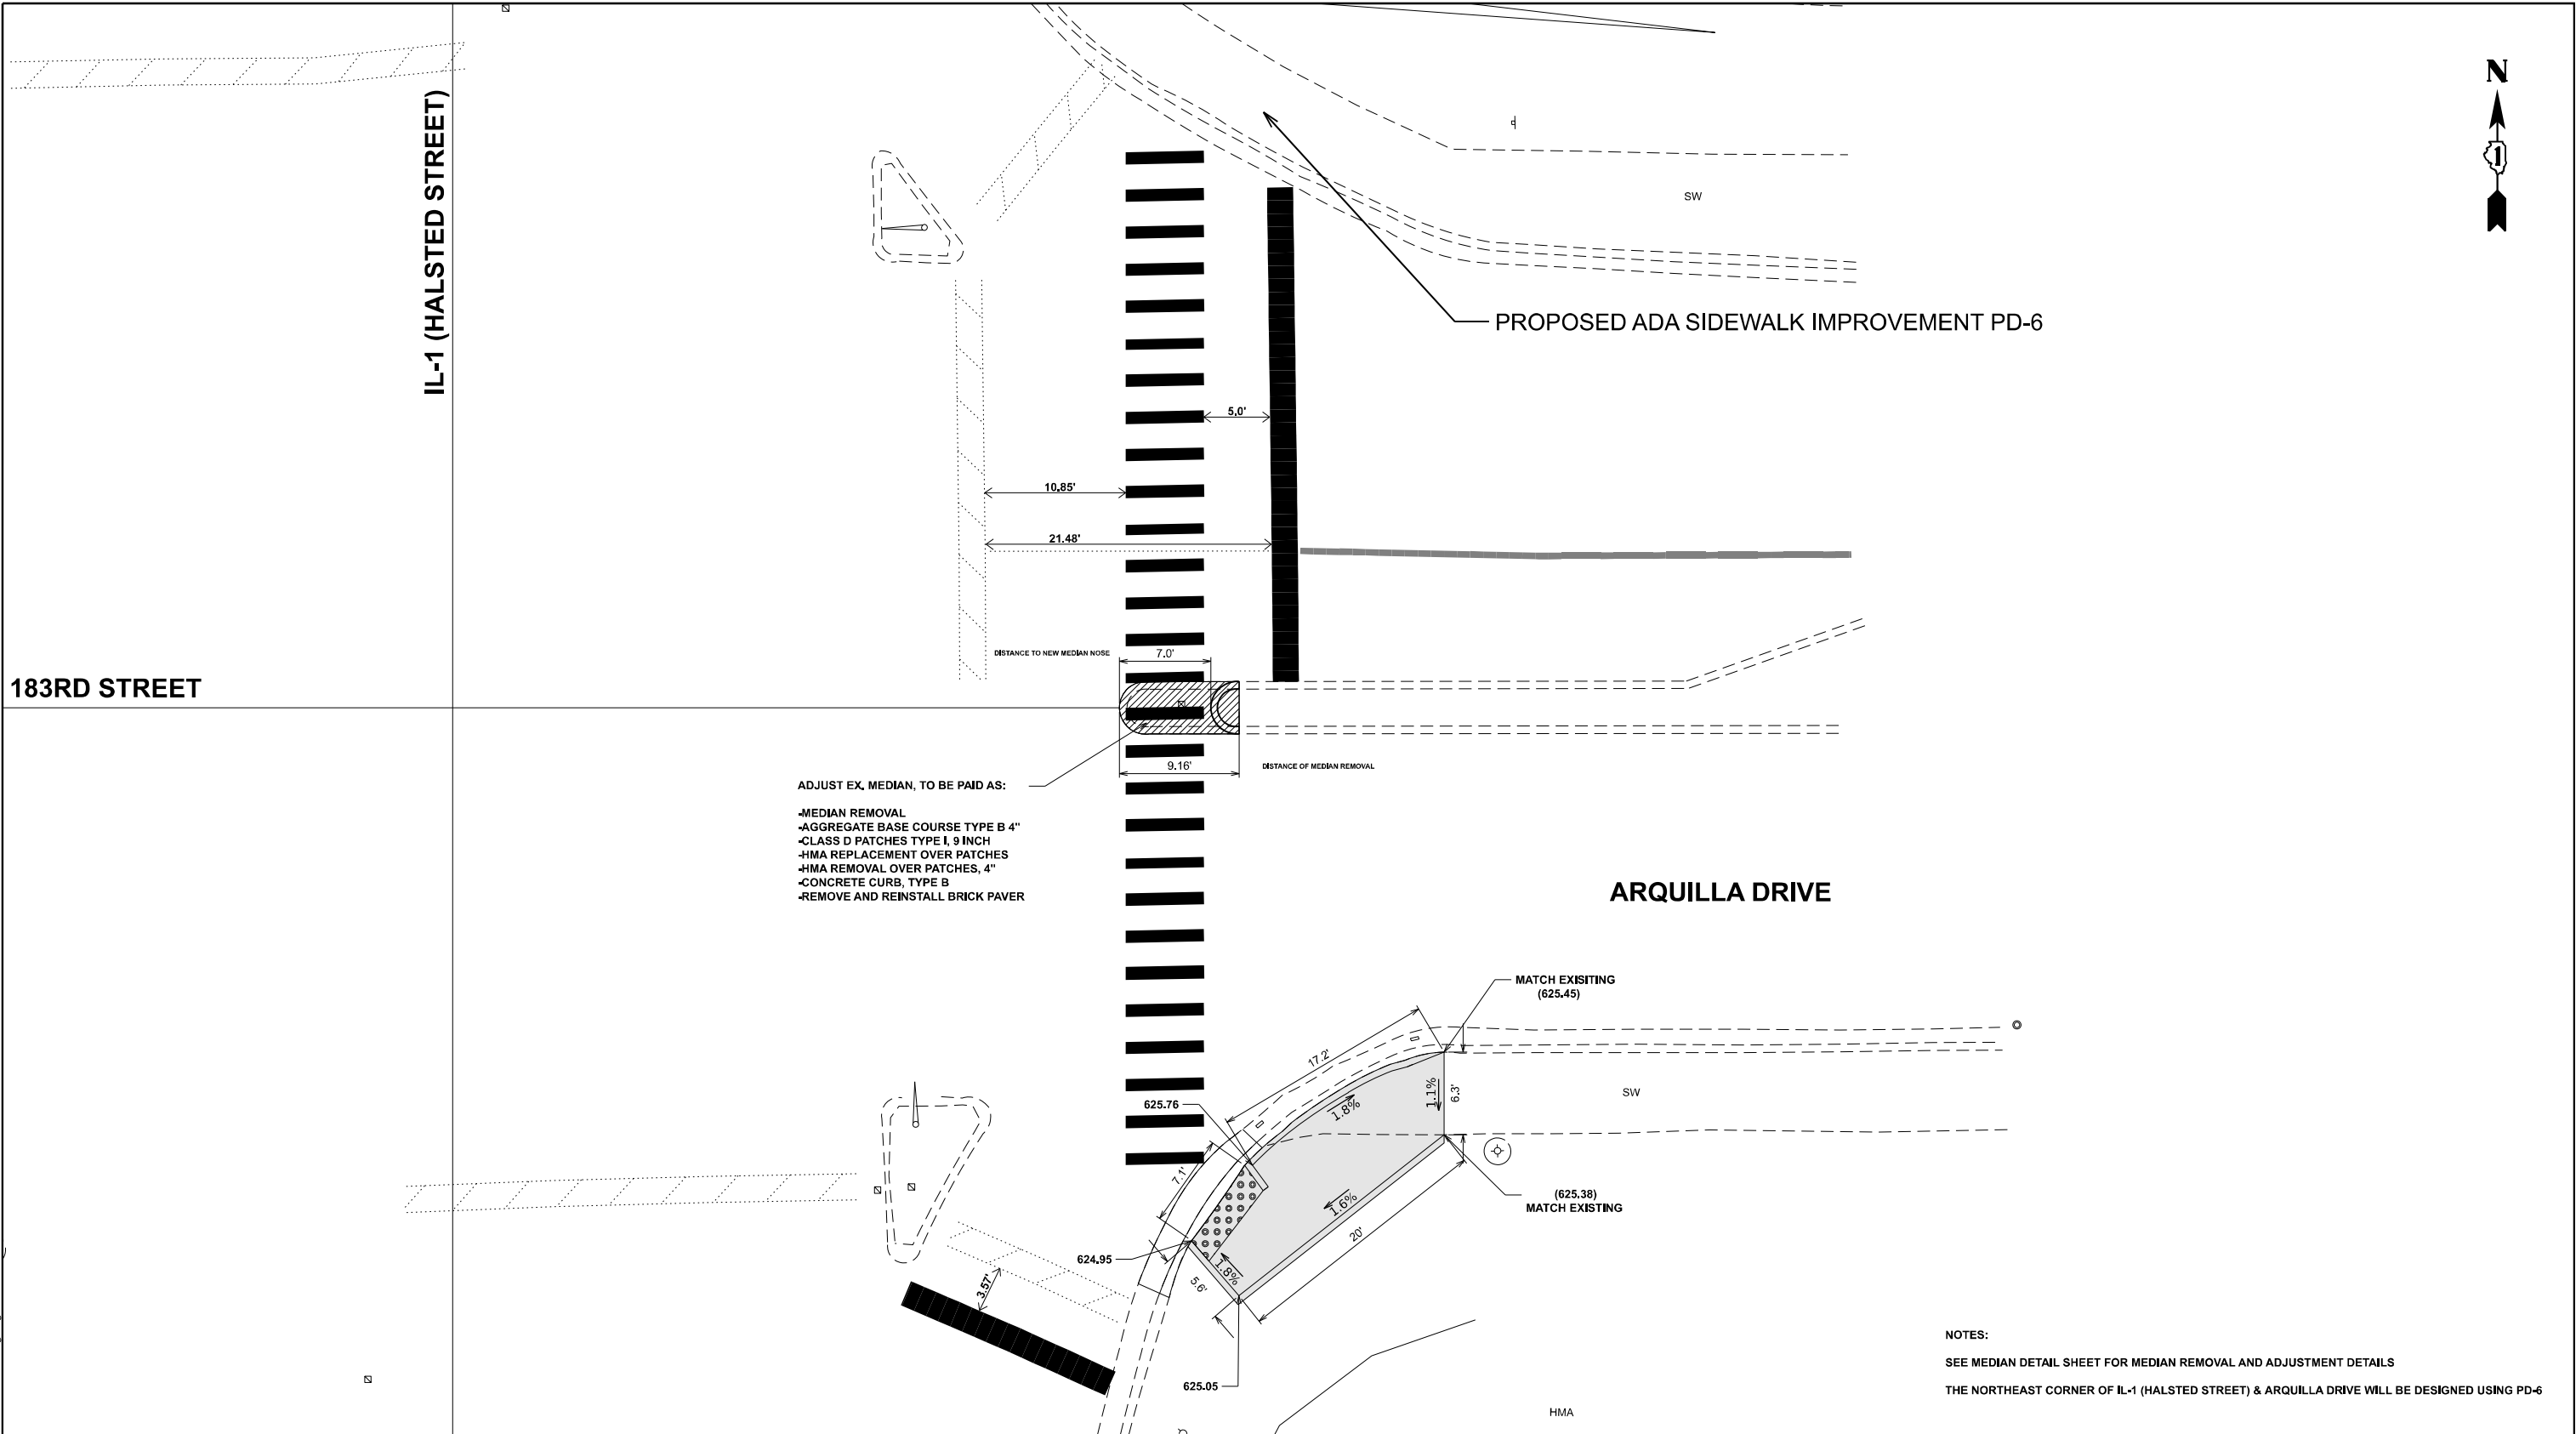 N
1
IL-1 (HALSTED STREET)
SW
PROPOSED ADA SIDEWALK IMPROVEMENT PD-6
5.0'
10.85'
21.48'
DISTANCE TO NEW MEDIAN NOSE
7.0'
183RD STREET
9.16'
DISTANCE OF MEDIAN REMOVAL
ADJUST EX. MEDIAN, TO BE PAID AS:
-MEDIAN REMOVAL
-AGGREGATE BASE COURSE TYPE B 4"
-CLASS D PATCHES TYPE I, 9 INCH
-HMA REPLACEMENT OVER PATCHES
-HMA REMOVAL OVER PATCHES, 4"
-CONCRETE CURB, TYPE B
-REMOVE AND REINSTALL BRICK PAVER
ARQUILLA DRIVE
MATCH EXISITING
(625.45)
17.2'
1.1%
6.3'
SW
625.76
1.8%
7.1'
1.6%
(625.38)
MATCH EXISTING
20'
624.95
1.8%
5.6'
3.57'
625.05
HMA
NOTES:
SEE MEDIAN DETAIL SHEET FOR MEDIAN REMOVAL AND ADJUSTMENT DETAILS
THE NORTHEAST CORNER OF IL-1 (HALSTED STREET) & ARQUILLA DRIVE WILL BE DESIGNED USING PD-6